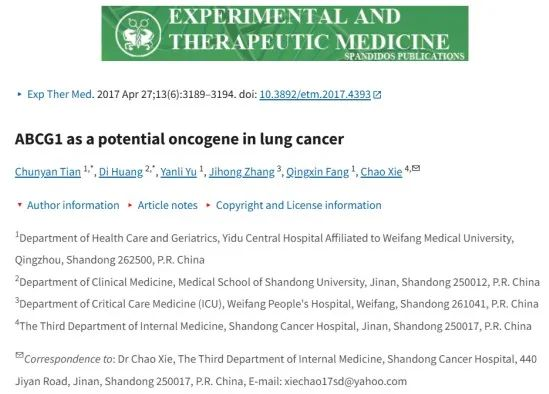 EXPERIMENTAL AND
THERAPEUTIC MEDICINE
SPANDIDOS PUBLICATIONS
‣ Exp Ther Med. 2017 Apr 27;13(6):3189–3194. doi: 10.3892/etm.2017.4393
ABCG1 as a potential oncogene in lung cancer
Chunyan Tian 1,*, Di Huang 2,*, Yanli Yu 1, Jihong Zhang 3, Qingxin Fang 1, Chao Xie 4,✉
▾ Author information ‣ Article notes ‣ Copyright and License information
1Department of Health Care and Geriatrics, Yidu Central Hospital Affiliated to Weifang Medical University,
Qingzhou, Shandong 262500, P.R. China
2Department of Clinical Medicine, Medical School of Shandong University, Jinan, Shandong 250012, P.R. China
3Department of Critical Care Medicine (ICU), Weifang People's Hospital, Weifang, Shandong 261041, P.R. China
4The Third Department of Internal Medicine, Shandong Cancer Hospital, Jinan, Shandong 250017, P.R. China
✉Correspondence to: Dr Chao Xie, The Third Department of Internal Medicine, Shandong Cancer Hospital, 440
Jiyan Road, Jinan, Shandong 250017, P.R. China, E-mail: xiechao17sd@yahoo.com